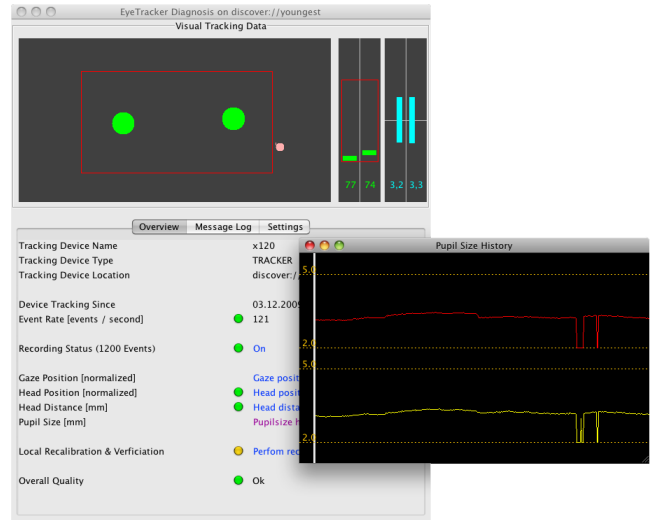 EyeTracker Diagnosis on discover://youngest
Visual Tracking Data
77 74 3,2 3,3
Overview Message Log Settings
Tracking Device Name x120
Tracking Device Type TRACKER
Tracking Device Location discover:/
Device Tracking Since 03.12.2009
Event Rate [events / second] 121
Recording Status (1200 Events) On
Gaze Position [normalized] Gaze posit
Head Position [normalized] Head posi
Head Distance [mm] Head dista
Pupil Size [mm] Pupilsize h
Local Recalibration & Verficiation Perfom rec
Overall Quality Ok
Pupil Size History
5.0
2.0
5.0
2.0